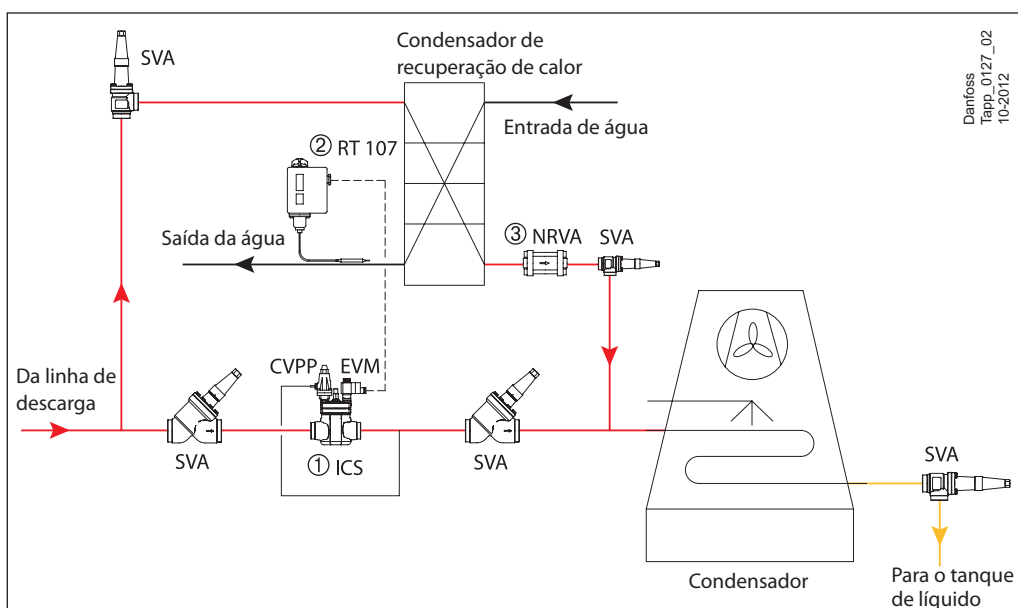 SVA
Condensador de
recuperação de calor
Danfoss
Tapp_0127_02
10-2012
Entrada de água
② RT 107
Saída da água
③ NRVA
SVA
Da linha de
descarga
CVPP
EVM
SVA
① ICS
SVA
SVA
Condensador
Para o tanque
de líquido